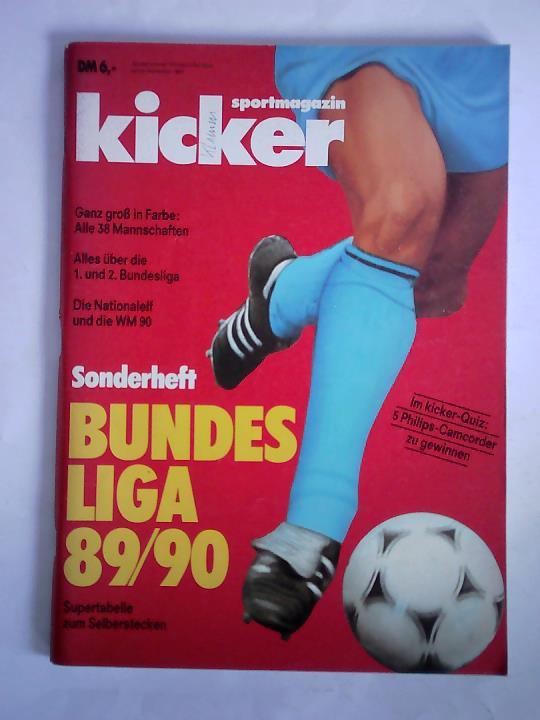 DM 6,-
sportmagazin
kicker
Ganz groß in Farbe:
Alle 38 Mannschaften
Alles über die
1. und 2. Bundesliga
Die Nationalelf
und die WM 90
Sonderheft
BUNDES
LIGA
89/90
Im kicker-Quiz:
5 Philips-Camcorder
zu gewinnen
Supertabelle
zum Selberstecken